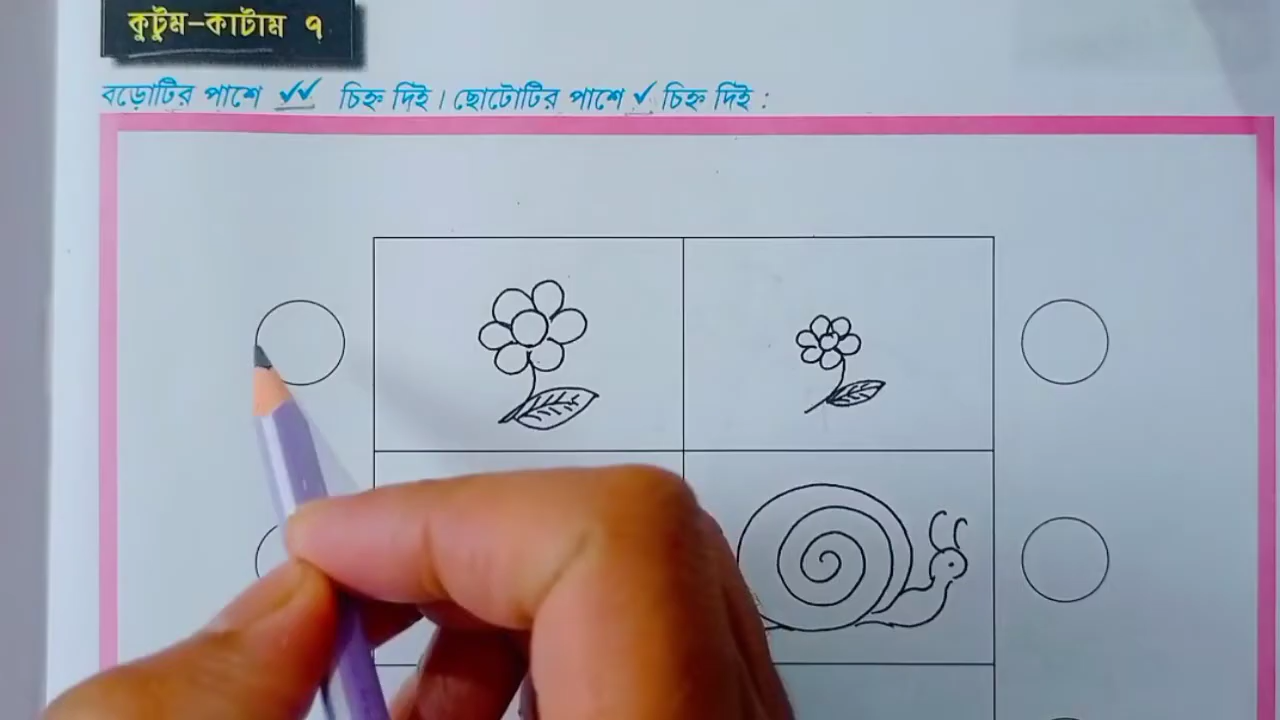 কুটুম-কাটাম ৭
বড়োটির পাশে ✓✓ চিহ্ন দিই। ছোটোটির পাশে ✓ চিহ্ন দিই :